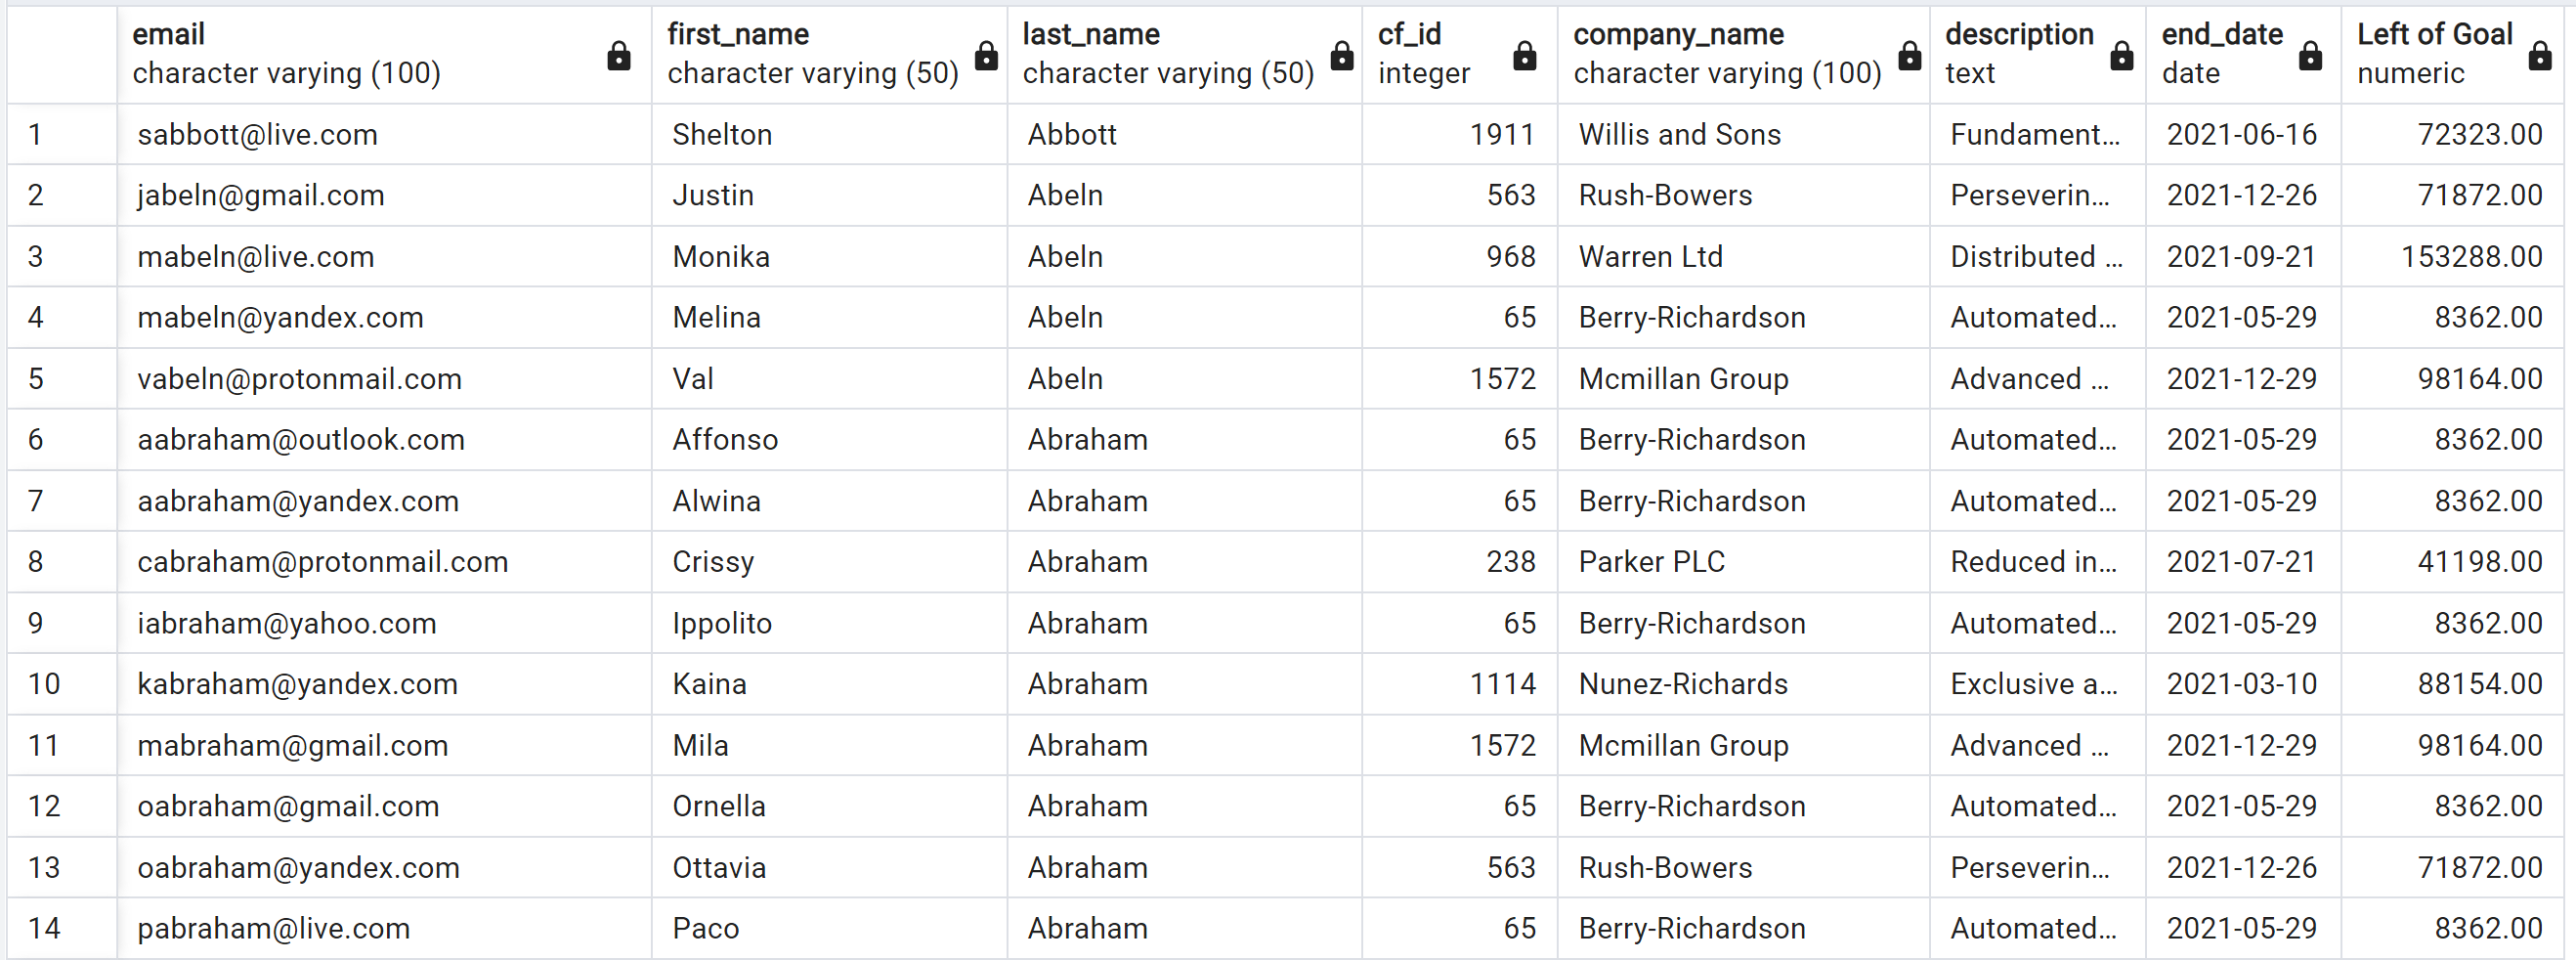 email first_name last_name cf_id company_name description end_date Left of Goal
character varying (100) character varying (50) character varying (50) integer character varying (100) text date numeric
1 sabbott@live.com Shelton Abbott 1911 Willis and Sons Fundament... 2021-06-16 72323.00
2 jabeln@gmail.com Justin Abeln 563 Rush-Bowers Perseverin... 2021-12-26 71872.00
3 mabeln@live.com Monika Abeln 968 Warren Ltd Distributed ... 2021-09-21 153288.00
4 mabeln@yandex.com Melina Abeln 65 Berry-Richardson Automated... 2021-05-29 8362.00
5 vabeln@protonmail.com Val Abeln 1572 Mcmillan Group Advanced ... 2021-12-29 98164.00
6 aabraham@outlook.com Affonso Abraham 65 Berry-Richardson Automated... 2021-05-29 8362.00
7 aabraham@yandex.com Alwina Abraham 65 Berry-Richardson Automated... 2021-05-29 8362.00
8 cabraham@protonmail.com Crissy Abraham 238 Parker PLC Reduced in... 2021-07-21 41198.00
9 iabraham@yahoo.com Ippolito Abraham 65 Berry-Richardson Automated... 2021-05-29 8362.00
10 kabraham@yandex.com Kaina Abraham 1114 Nunez-Richards Exclusive a... 2021-03-10 88154.00
11 mabraham@gmail.com Mila Abraham 1572 Mcmillan Group Advanced ... 2021-12-29 98164.00
12 oabraham@gmail.com Ornella Abraham 65 Berry-Richardson Automated... 2021-05-29 8362.00
13 oabraham@yandex.com Ottavia Abraham 563 Rush-Bowers Perseverin... 2021-12-26 71872.00
14 pabraham@live.com Paco Abraham 65 Berry-Richardson Automated... 2021-05-29 8362.00